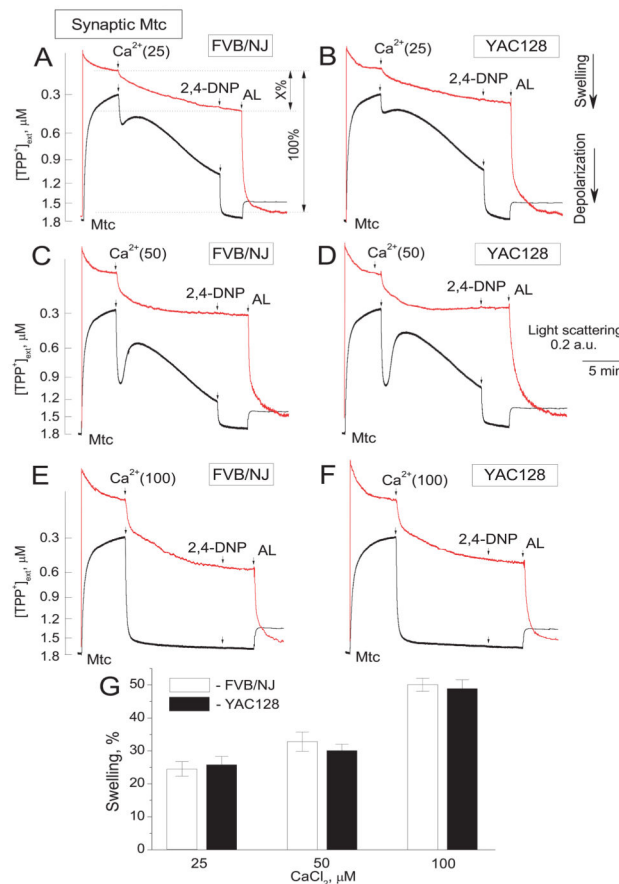 Synaptic Mtc
A
Ca²⁺(25)
FVB/NJ
2,4-DNP
AL
X%
100%
[TPP⁺]ext, μM
0.3
0.6
0.9
1.2
1.5
1.8
Mtc
B
Ca²⁺(25)
YAC128
2,4-DNP
AL
Swelling
Depolarization
Mtc
C
Ca²⁺(50)
FVB/NJ
2,4-DNP
AL
[TPP⁺]ext, μM
0.3
0.6
0.9
1.2
1.5
1.8
Mtc
D
Ca²⁺(50)
YAC128
2,4-DNP
AL
Light scattering
0.2 a.u.
5 min
Mtc
E
Ca²⁺(100)
FVB/NJ
2,4-DNP
AL
[TPP⁺]ext, μM
0.3
0.6
0.9
1.2
1.5
1.8
Mtc
F
Ca²⁺(100)
YAC128
2,4-DNP
AL
Mtc
G
- FVB/NJ
- YAC128
Swelling, %
50
40
30
20
10
0
25
50
100
CaCl₂, μM